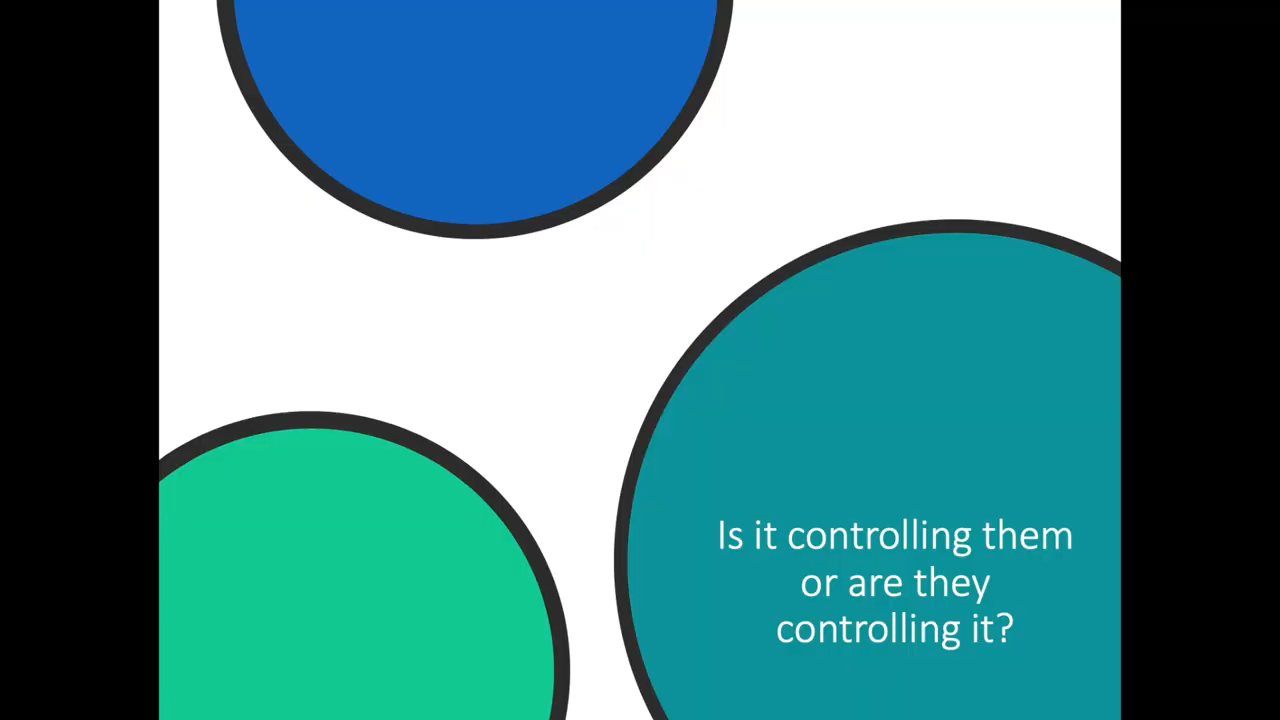 Is it controlling them
or are they
controlling it?